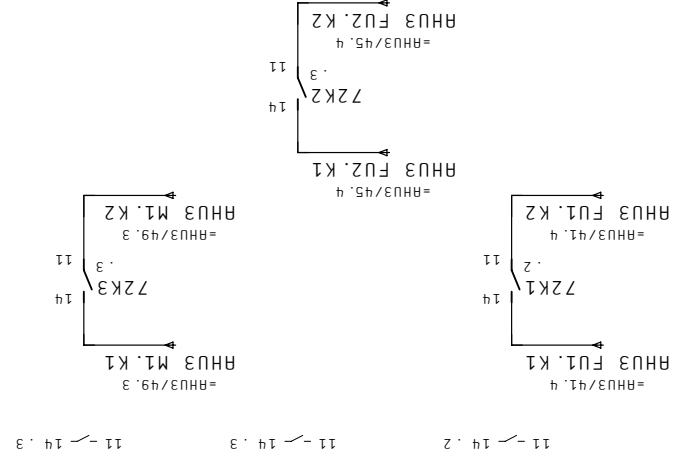 11 14 .2
11 14 .3
11 14 .3
=AHU3/41.4
AHU3 FU1.K1
14
72K1
.2
11
=AHU3/41.4
AHU3 FU1.K2
=AHU3/49.3
AHU3 M1.K1
14
72K3
.3
11
=AHU3/49.3
AHU3 M1.K2
=AHU3/45.4
AHU3 FU2.K1
14
72K2
.3
11
=AHU3/45.4
AHU3 FU2.K2